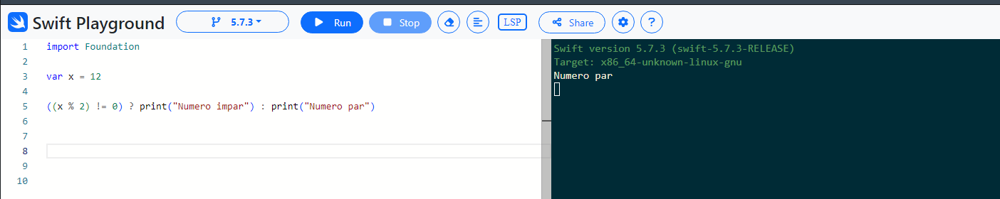 Swift Playground 5.7.3 Run Stop LSP Share ?
1 import Foundation
2
3 var x = 12
4
5 ((x % 2) != 0) ? print("Numero impar") : print("Numero par")
6
7
8
9
10
Swift version 5.7.3 (swift-5.7.3-RELEASE)
Target: x86_64-unknown-linux-gnu
Numero par